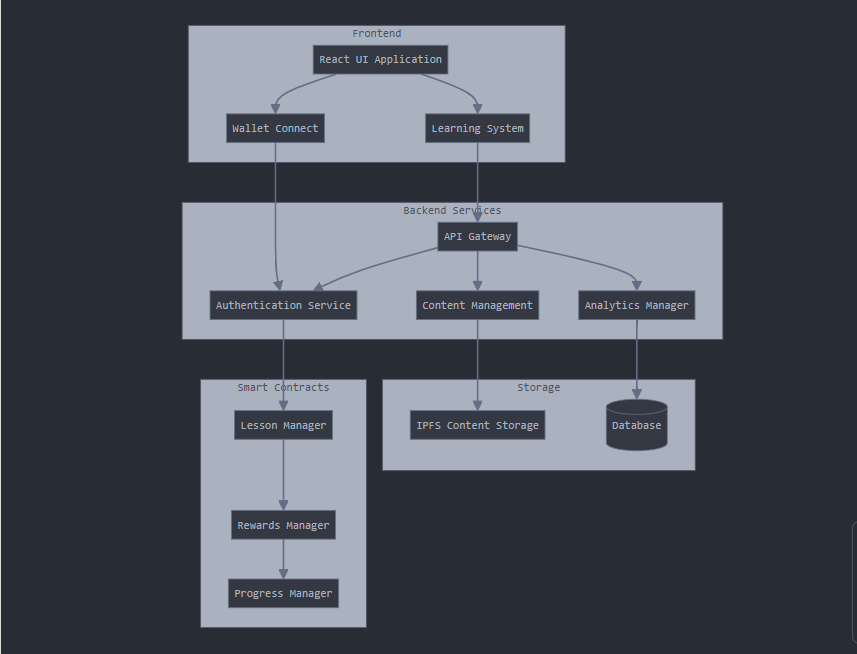 Frontend
React UI Application
Wallet Connect
Learning System
Backend Services
API Gateway
Authentication Service
Content Management
Analytics Manager
Smart Contracts
Storage
Lesson Manager
IPFS Content Storage
Database
Rewards Manager
Progress Manager